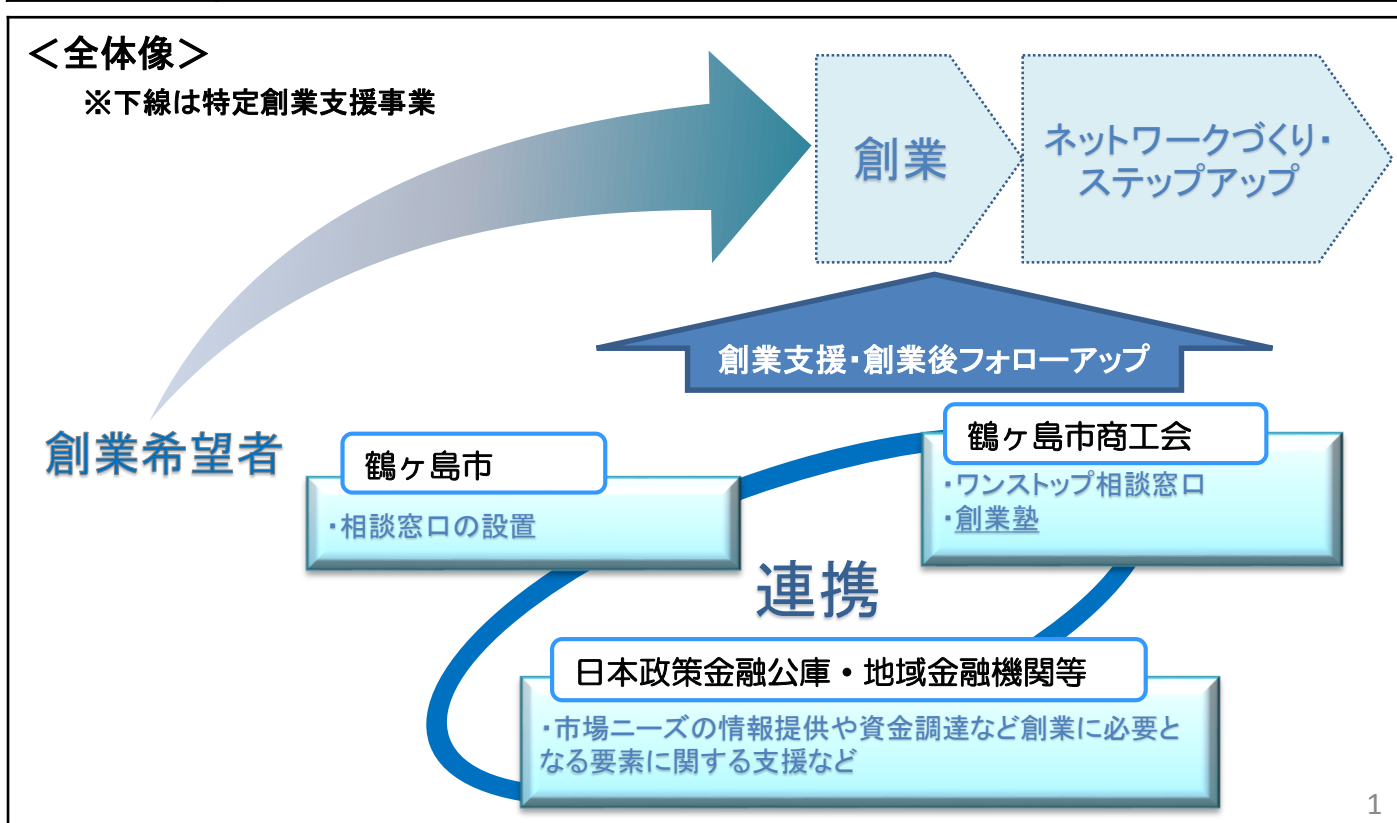 ＜全体像＞
※下線は特定創業支援事業
創業
ネットワークづくり・
ステップアップ
創業支援・創業後フォローアップ
創業希望者
鶴ヶ島市
・相談窓口の設置
鶴ヶ島市商工会
・ワンストップ相談窓口
・創業塾
連携
日本政策金融公庫・地域金融機関等
・市場ニーズの情報提供や資金調達など創業に必要と
なる要素に関する支援など
1